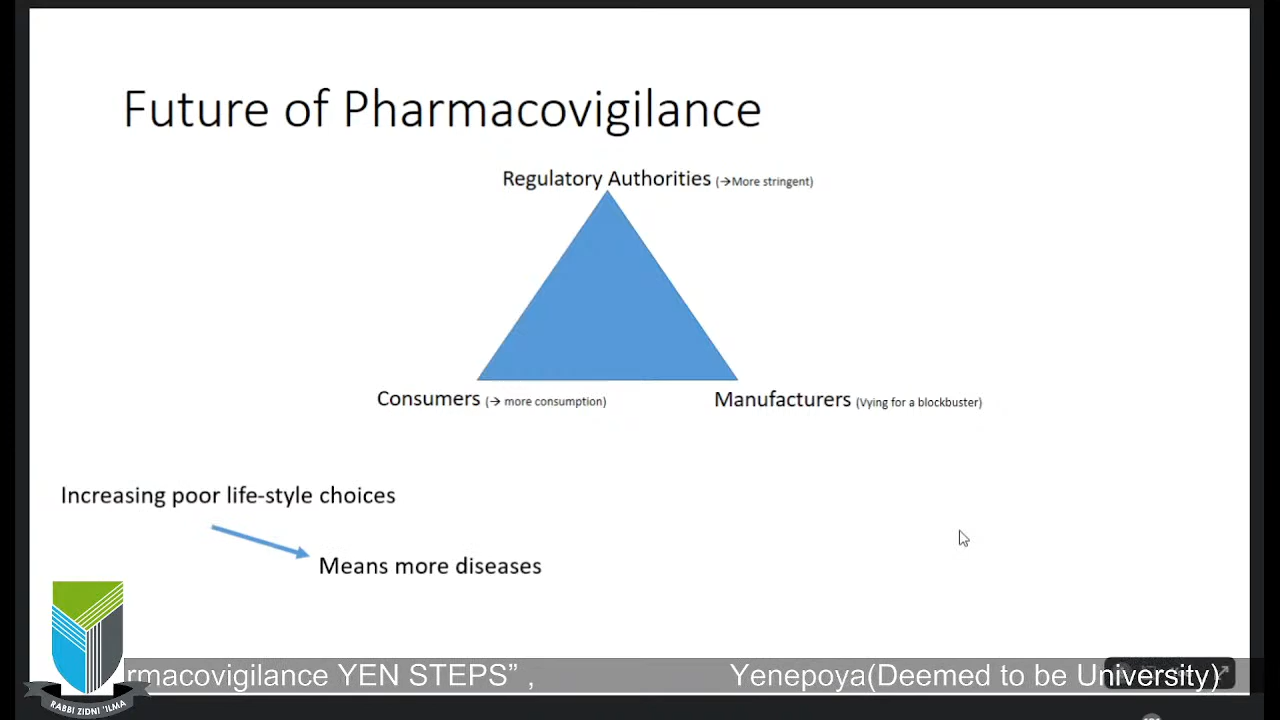 Future of Pharmacovigilance
Regulatory Authorities (→More stringent)
Consumers (→ more consumption)
Manufacturers (Vying for a blockbuster)
Increasing poor life-style choices
Means more diseases
rmacovigilance YEN STEPS” , Yenepoya(Deemed to be University)
RABBI ZIDNI 'ILMA